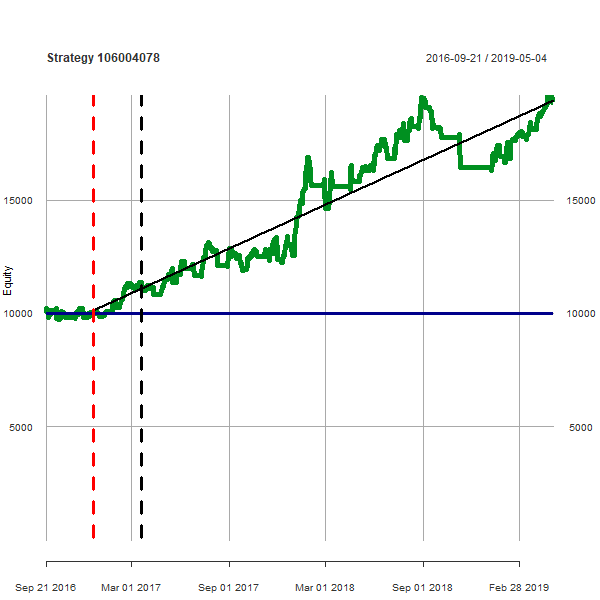 Strategy 106004078
2016-09-21 / 2019-05-04
15000
15000
Equity
10000
10000
5000
5000
Sep 21 2016
Mar 01 2017
Sep 01 2017
Mar 01 2018
Sep 01 2018
Feb 28 2019